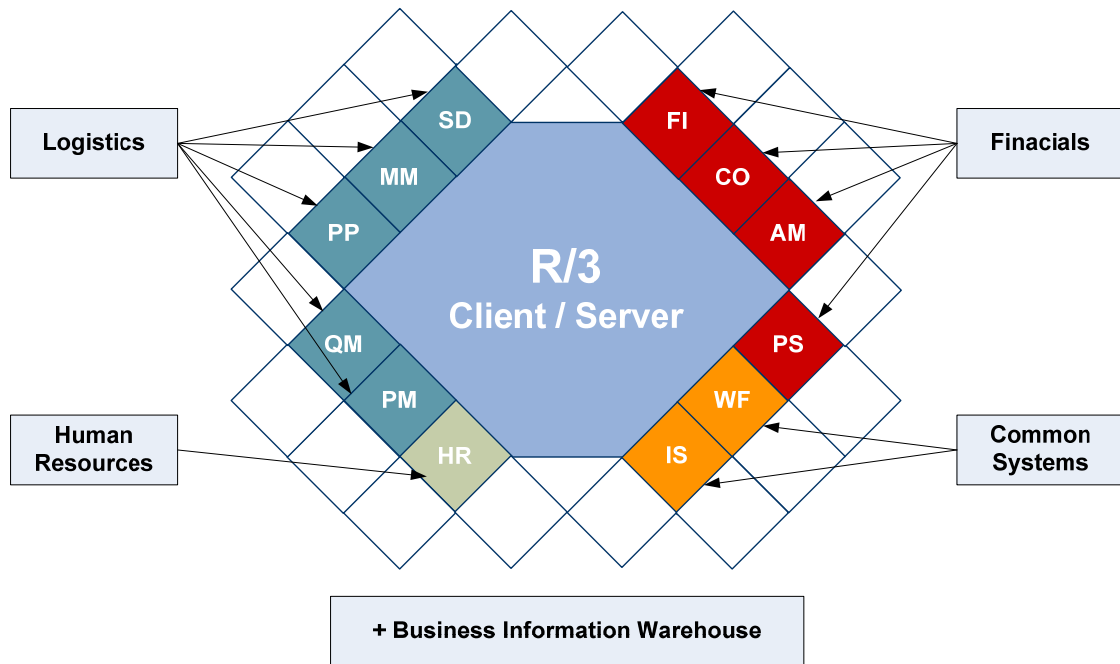 SD
FI
Logistics
Finacials
MM
CO
PP
AM
R/3
Client / Server
QM
PS
PM
WF
Human
Resources
HR
IS
Common
Systems
+ Business Information Warehouse